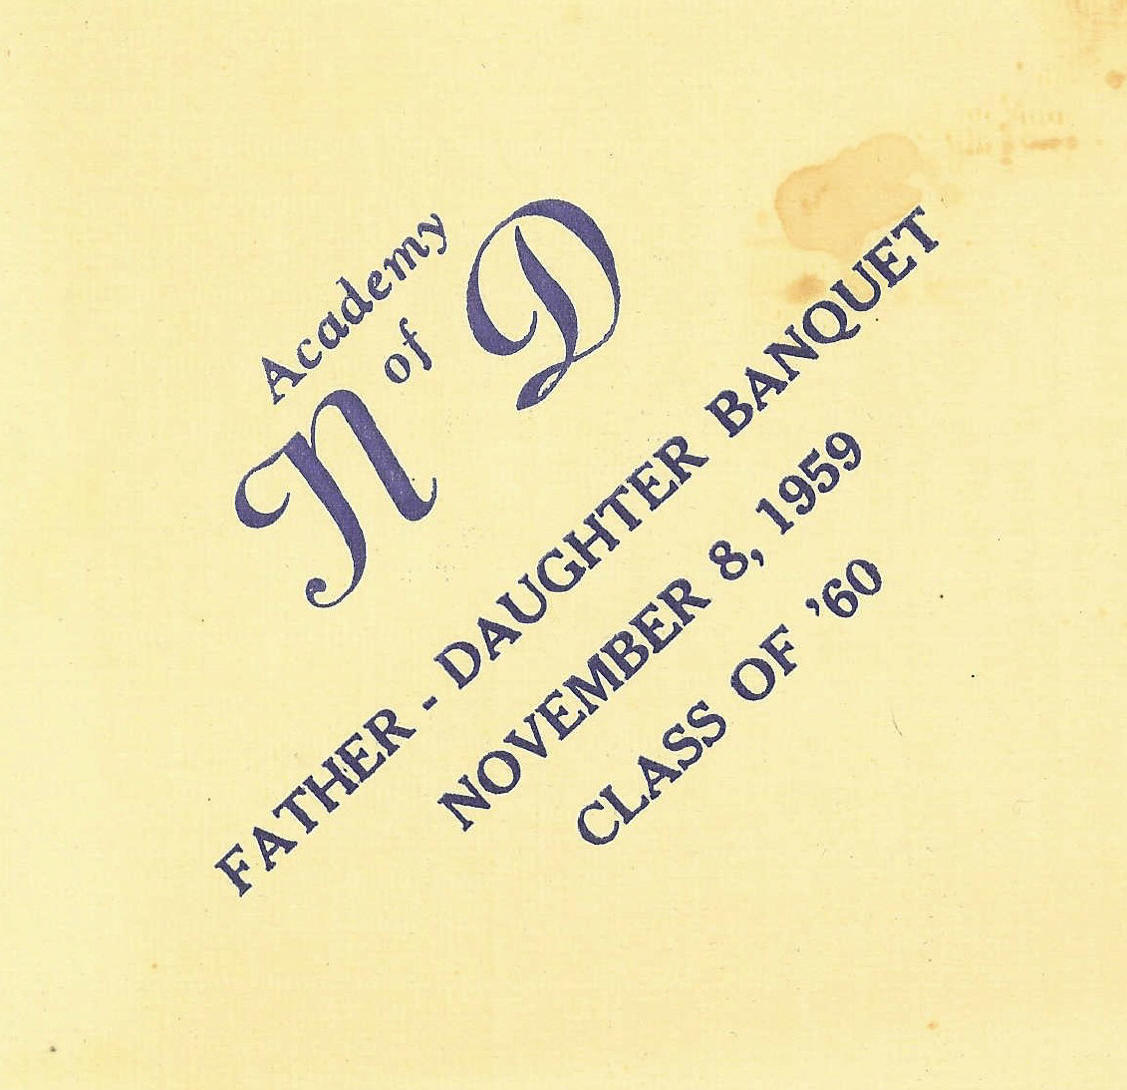 Academy
of
N D
FATHER - DAUGHTER BANQUET
NOVEMBER 8, 1959
CLASS OF '60